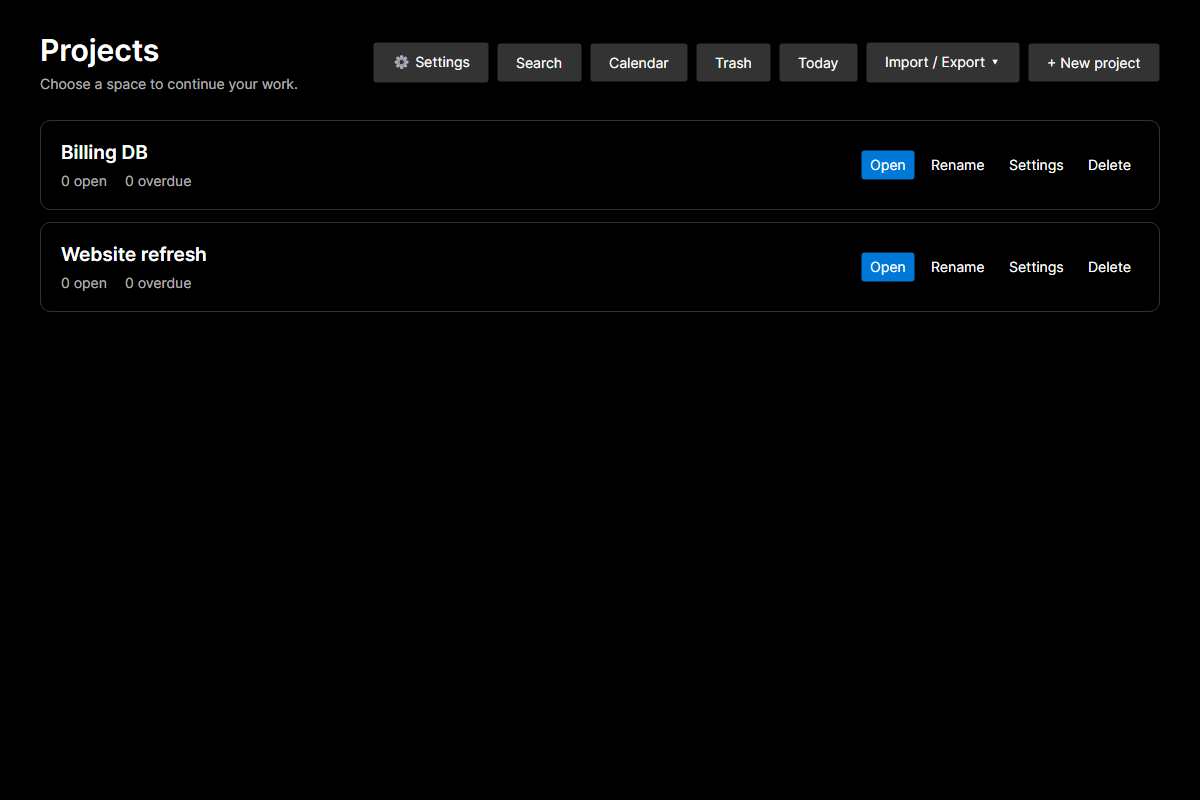 Projects
Choose a space to continue your work.
Settings
Search
Calendar
Trash
Today
Import / Export ▼
+ New project
Billing DB
0 open 0 overdue
Open
Rename
Settings
Delete
Website refresh
0 open 0 overdue
Open
Rename
Settings
Delete